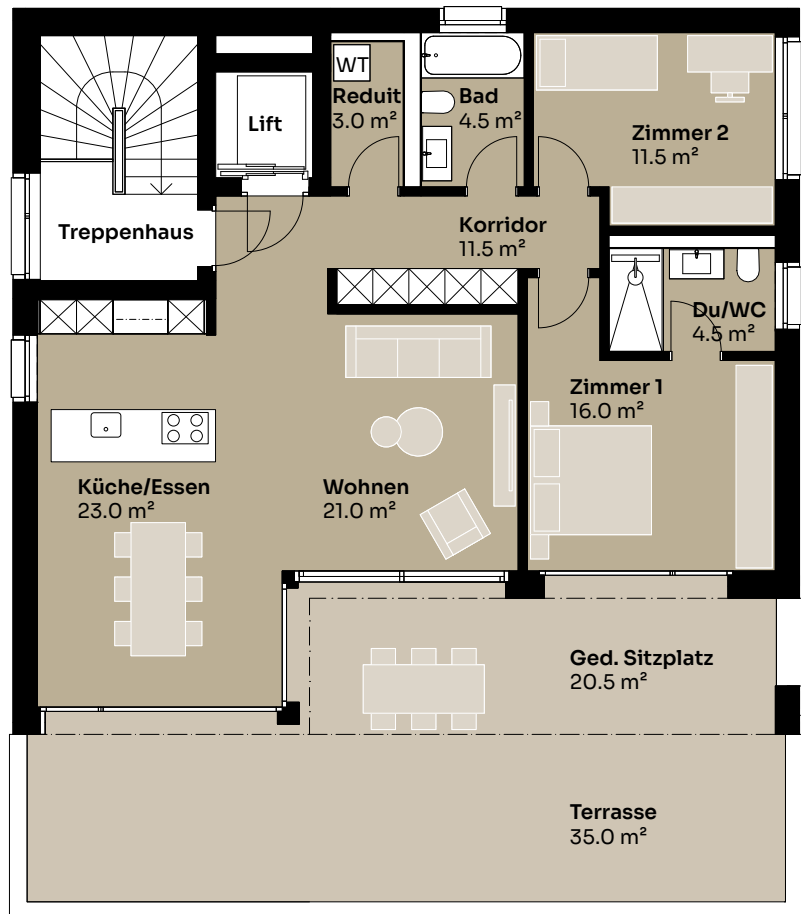 WT
Reduit
3.0 m²
Bad
4.5 m²
Lift
Zimmer 2
11.5 m²
Treppenhaus
Korridor
11.5 m²
Du/WC
4.5 m²
Zimmer 1
16.0 m²
Küche/Essen
23.0 m²
Wohnen
21.0 m²
Ged. Sitzplatz
20.5 m²
Terrasse
35.0 m²